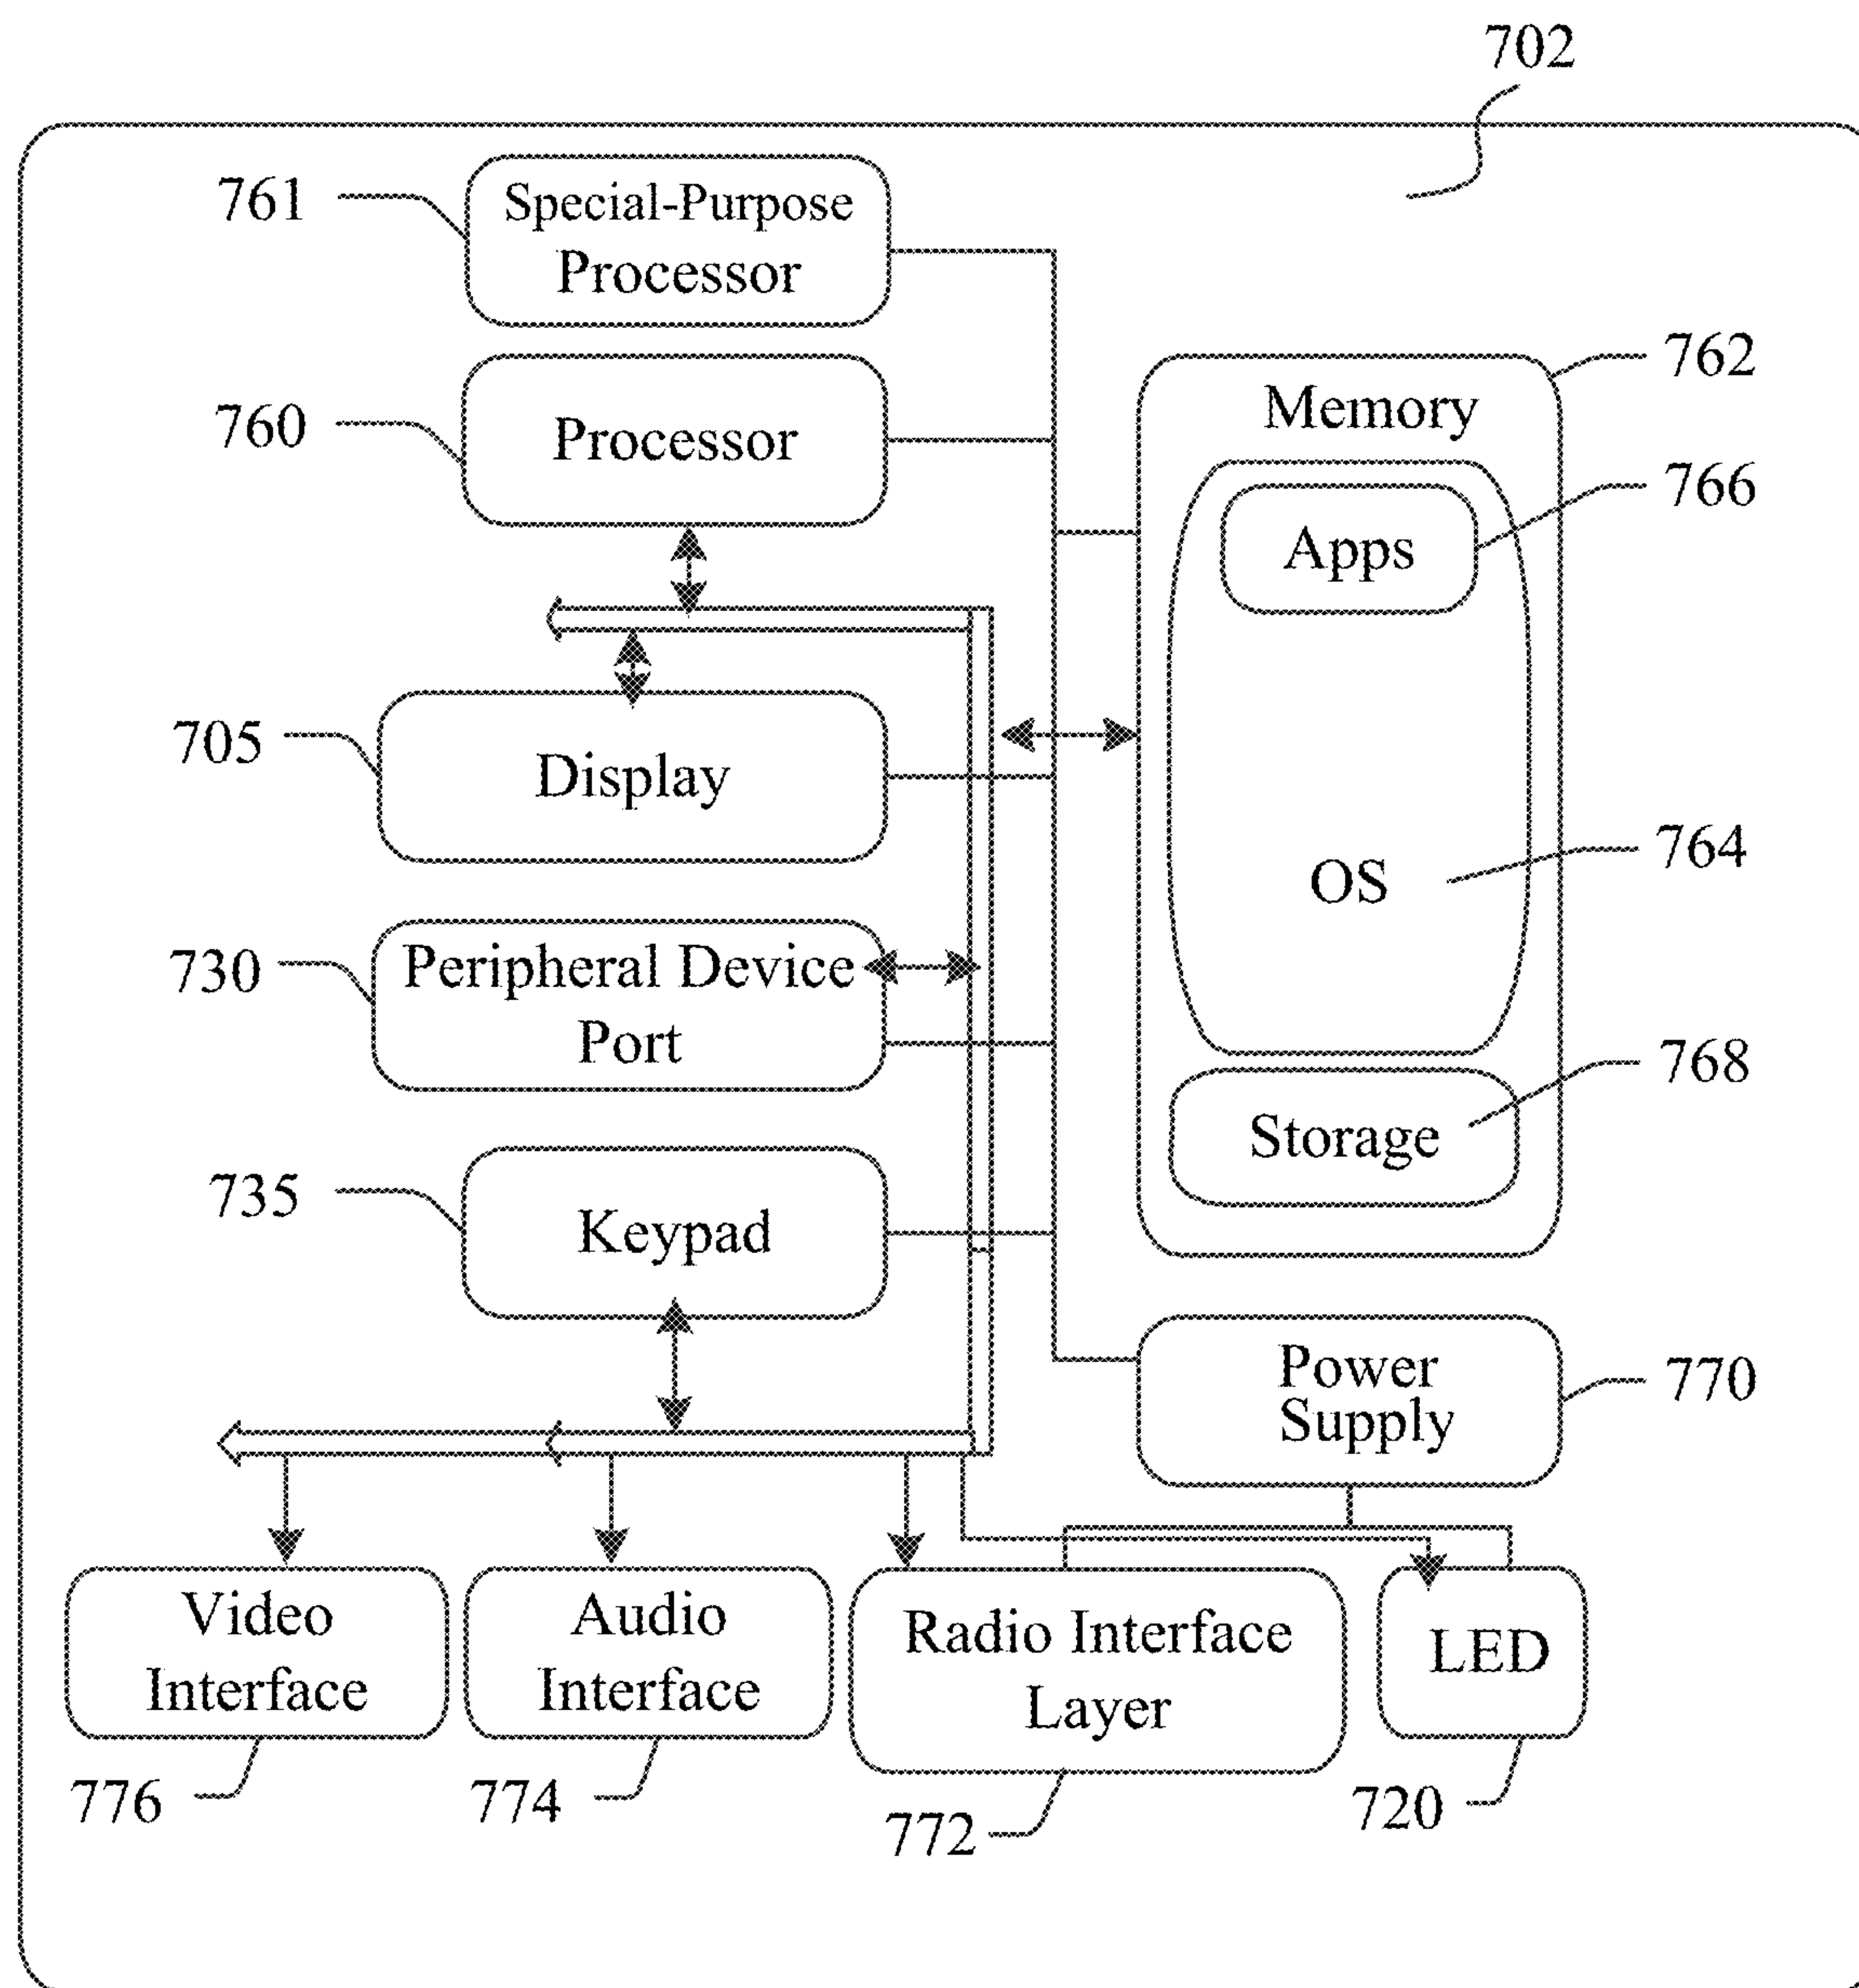 702
761
Special-Purpose
Processor
762
Memory
760
Processor
766
Apps
705
Display
764
OS
730
Peripheral Device
Port
768
Storage
735
Keypad
Power
Supply
770
Video
Interface
Audio
Interface
Radio Interface
Layer
LED
776
774
772
720